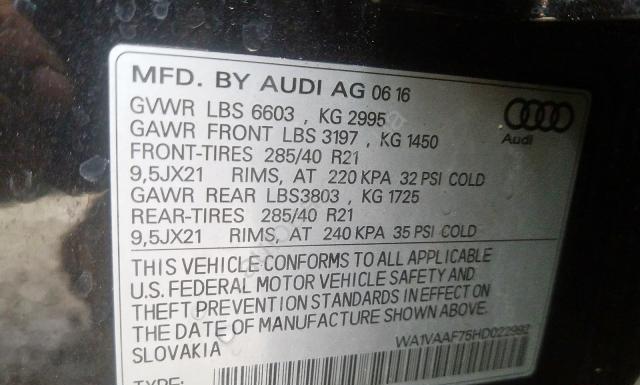 MFD. BY AUDI AG 06 16
GVWR LBS 6603 , KG 2995
GAWR FRONT LBS 3197 , KG 1450
Audi
FRONT-TIRES 285/40 R21
9,5JX21 RIMS, AT 220 KPA 32 PSI COLD
GAWR REAR LBS3803 , KG 1725
REAR-TIRES 285/40 R21
9,5JX21 RIMS, AT 240 KPA 35 PSI COLD
THIS VEHICLE CONFORMS TO ALL APPLICABLE
U.S. FEDERAL MOTOR VEHICLE SAFETY AND
THEFT PREVENTION STANDARDS IN EFFECT ON
THE DATE OF MANUFACTURE SHOWN ABOVE.
SLOVAKIA
WA1VAAF75HD022992
TYPE: